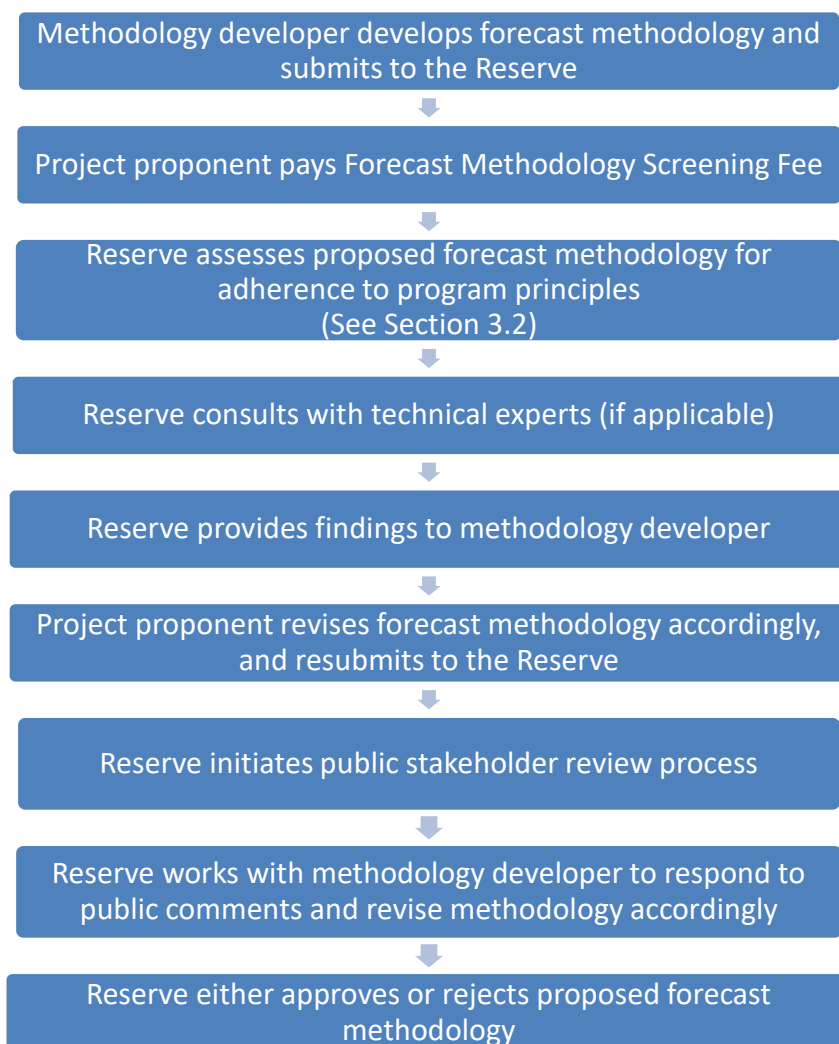 Methodology developer develops forecast methodology and
submits to the Reserve
Project proponent pays Forecast Methodology Screening Fee
Reserve assesses proposed forecast methodology for
adherence to program principles
(See Section 3.2)
Reserve consults with technical experts (if applicable)
Reserve provides findings to methodology developer
Project proponent revises forecast methodology accordingly,
and resubmits to the Reserve
Reserve initiates public stakeholder review process
Reserve works with methodology developer to respond to
public comments and revise methodology accordingly
Reserve either approves or rejects proposed forecast
methodology